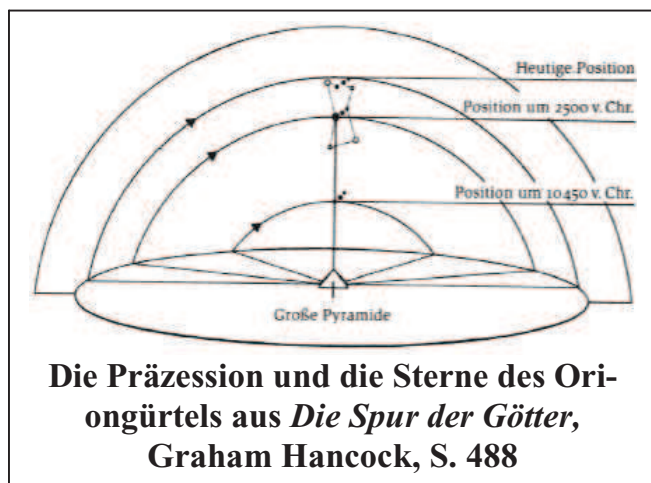 Heutige Position
Position um 2500 v. Chr.
Position um 10450 v. Chr.
Große Pyramide
Die Präzession und die Sterne des Ori-
ongürtels aus Die Spur der Götter,
Graham Hancock, S. 488